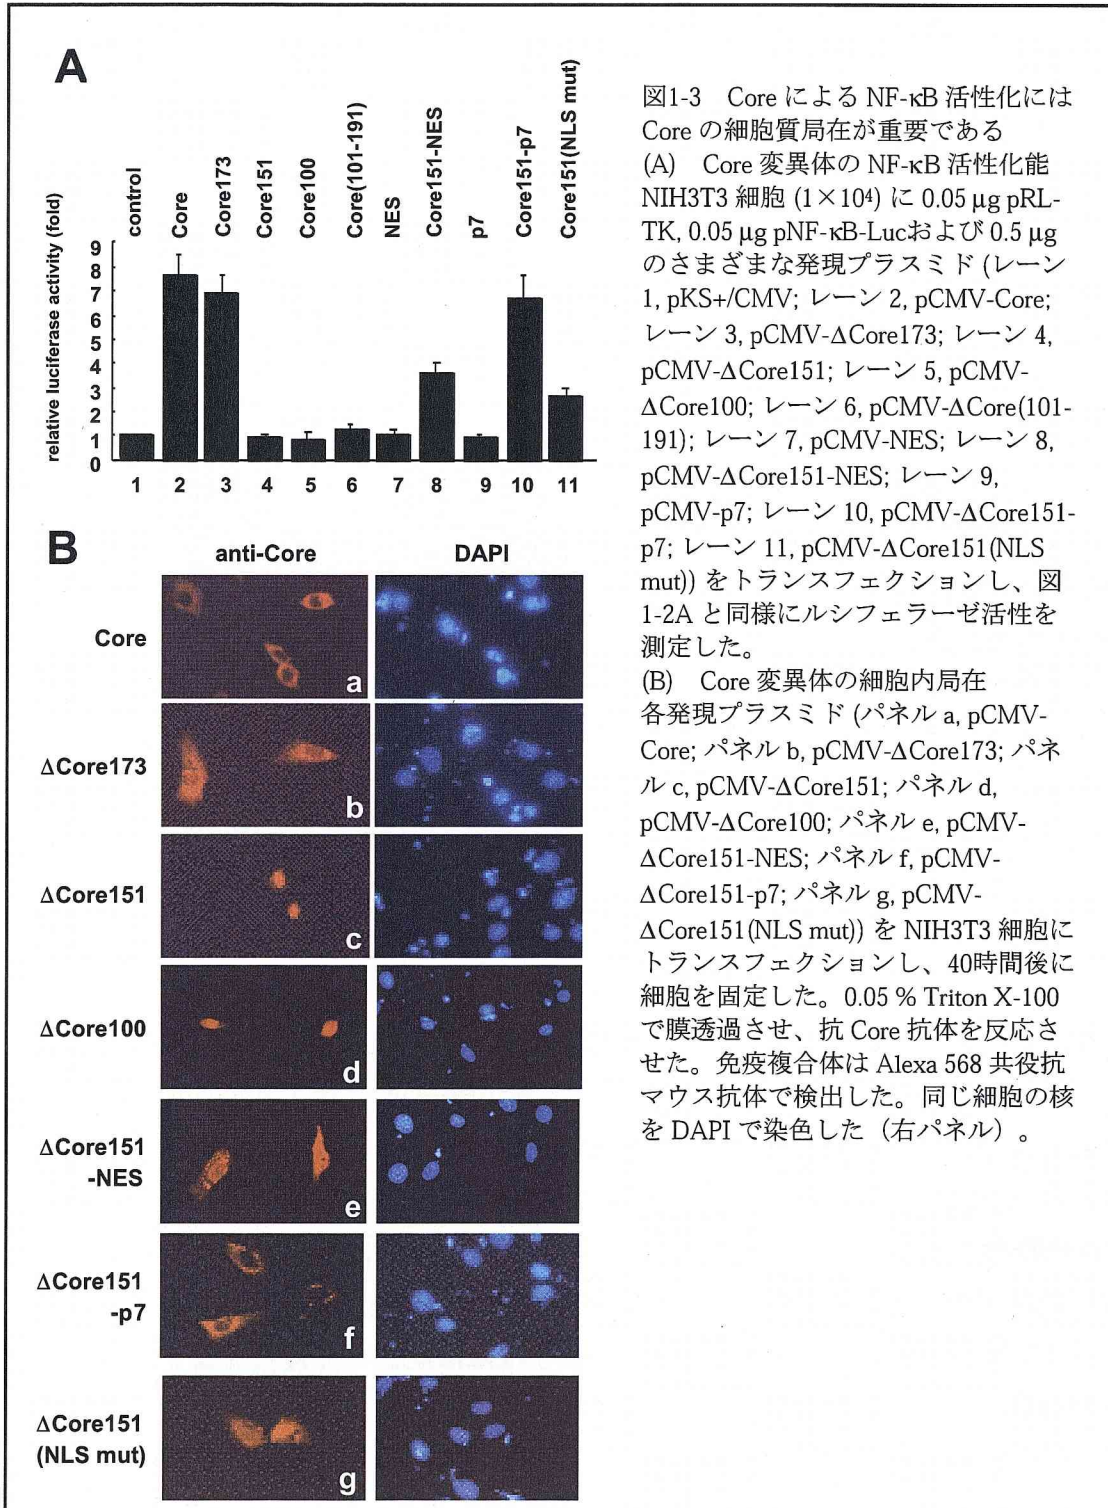 A
control
Core
Core173
Core151
Core100
Core(101-191)
NES
Core151-NES
p7
Core151-p7
Core151(NLS mut)
relative luciferase activity (fold)
9
8
7
6
5
4
3
2
1
0
1 2 3 4 5 6 7 8 9 10 11
B
anti-Core DAPI
Core
a
ΔCore173
b
ΔCore151
c
ΔCore100
d
ΔCore151
-NES
e
ΔCore151
-p7
f
ΔCore151
(NLS mut)
g
図1-3 Core による NF-κB 活性化には
Core の細胞質局在が重要である
(A) Core 変異体の NF-κB 活性化能
NIH3T3 細胞 (1×10⁴) に 0.05 µg pRL-
TK, 0.05 µg pNF-κB-Lucおよび 0.5 µg
のさまざまな発現プラスミド (レーン
1, pKS+/CMV; レーン 2, pCMV-Core;
レーン 3, pCMV-ΔCore173; レーン 4,
pCMV-ΔCore151; レーン 5, pCMV-
ΔCore100; レーン 6, pCMV-ΔCore(101-
191); レーン 7, pCMV-NES; レーン 8,
pCMV-ΔCore151-NES; レーン 9,
pCMV-p7; レーン 10, pCMV-ΔCore151-
p7; レーン 11, pCMV-ΔCore151(NLS
mut)) をトランスフェクションし、図
1-2A と同様にルシフェラーゼ活性を
測定した。
(B) Core 変異体の細胞内局在
各発現プラスミド (パネル a, pCMV-
Core; パネル b, pCMV-ΔCore173; パネ
ル c, pCMV-ΔCore151; パネル d,
pCMV-ΔCore100; パネル e, pCMV-
ΔCore151-NES; パネル f, pCMV-
ΔCore151-p7; パネル g, pCMV-
ΔCore151(NLS mut)) を NIH3T3 細胞に
トランスフェクションし、40時間後に
細胞を固定した。0.05 % Triton X-100
で膜透過させ、抗 Core 抗体を反応さ
せた。免疫複合体は Alexa 568 共役抗
マウス抗体で検出した。同じ細胞の核
を DAPI で染色した（右パネル）。